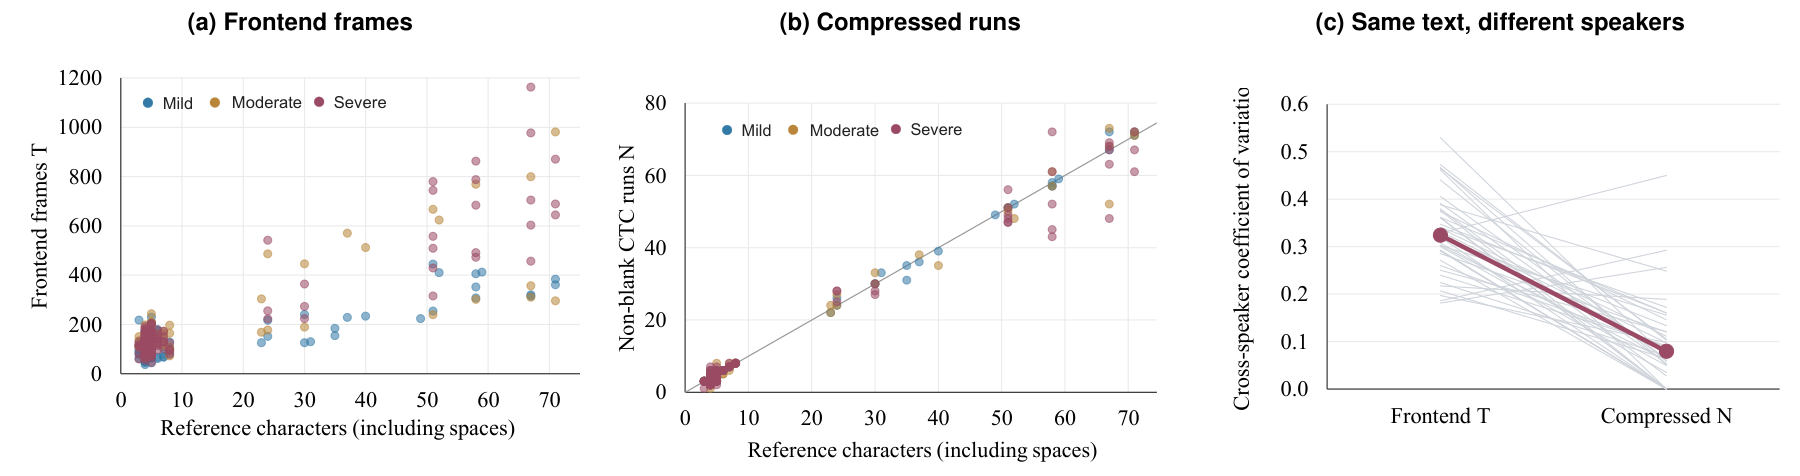 (a) Frontend frames
Frontend frames T
1200
1000
800
600
400
200
0
Mild
Moderate
Severe
0 10 20 30 40 50 60 70
Reference characters (including spaces)
(b) Compressed runs
Non-blank CTC runs N
80
60
40
20
0
Mild
Moderate
Severe
0 10 20 30 40 50 60 70
Reference characters (including spaces)
(c) Same text, different speakers
Cross-speaker coefficient of variatio
0.6
0.5
0.4
0.3
0.2
0.1
0.0
Frontend T
Compressed N